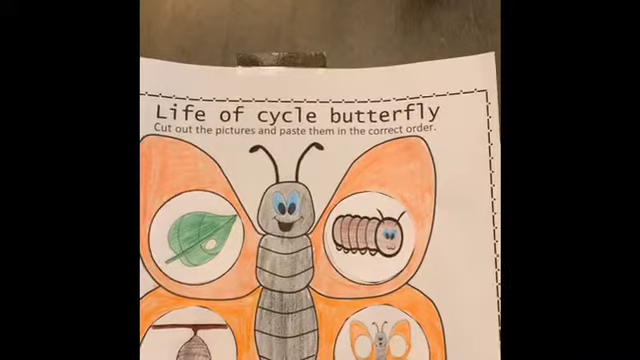 Life of cycle butterfly
Cut out the pictures and paste them in the correct order.